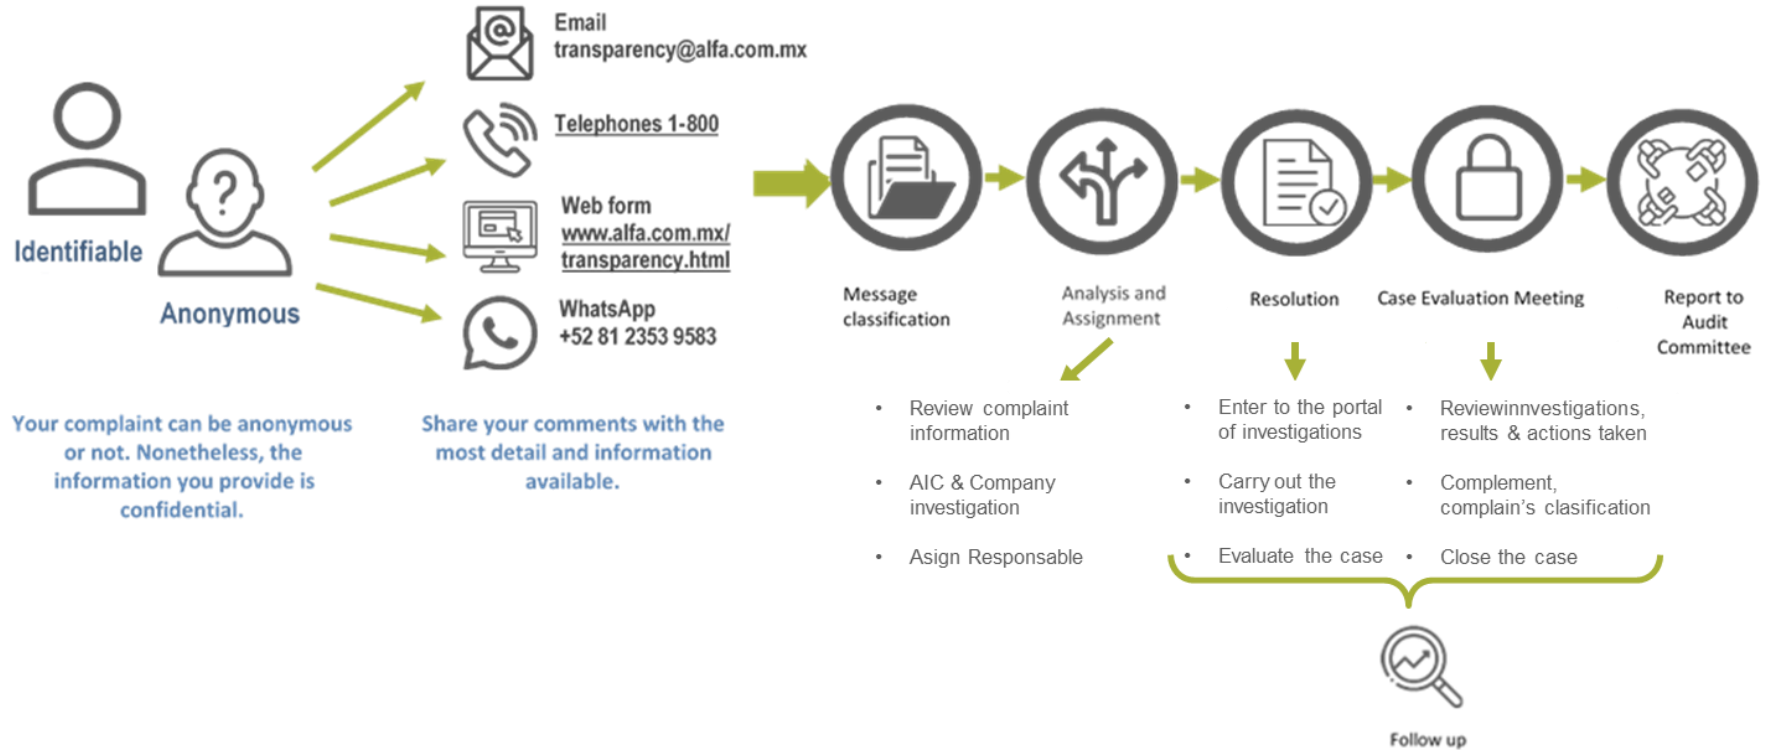 Email
transparency@alfa.com.mx
Telephones 1-800
Web form
www.alfa.com.mx/
transparency.html
WhatsApp
+52 81 2353 9583
Identifiable
Anonymous
Your complaint can be anonymous
or not. Nonetheless, the
information you provide is
confidential.
Share your comments with the
most detail and information
available.
Message
classification
Analysis and
Assignment
Resolution
Case Evaluation Meeting
Report to
Audit
Committee
• Review complaint
information
• AIC & Company
investigation
• Asign Responsable
• Enter to the portal
of investigations
• Carry out the
investigation
• Evaluate the case
• Reviewinnvestigations,
results & actions taken
• Complement,
complain's clasification
• Close the case
Follow up